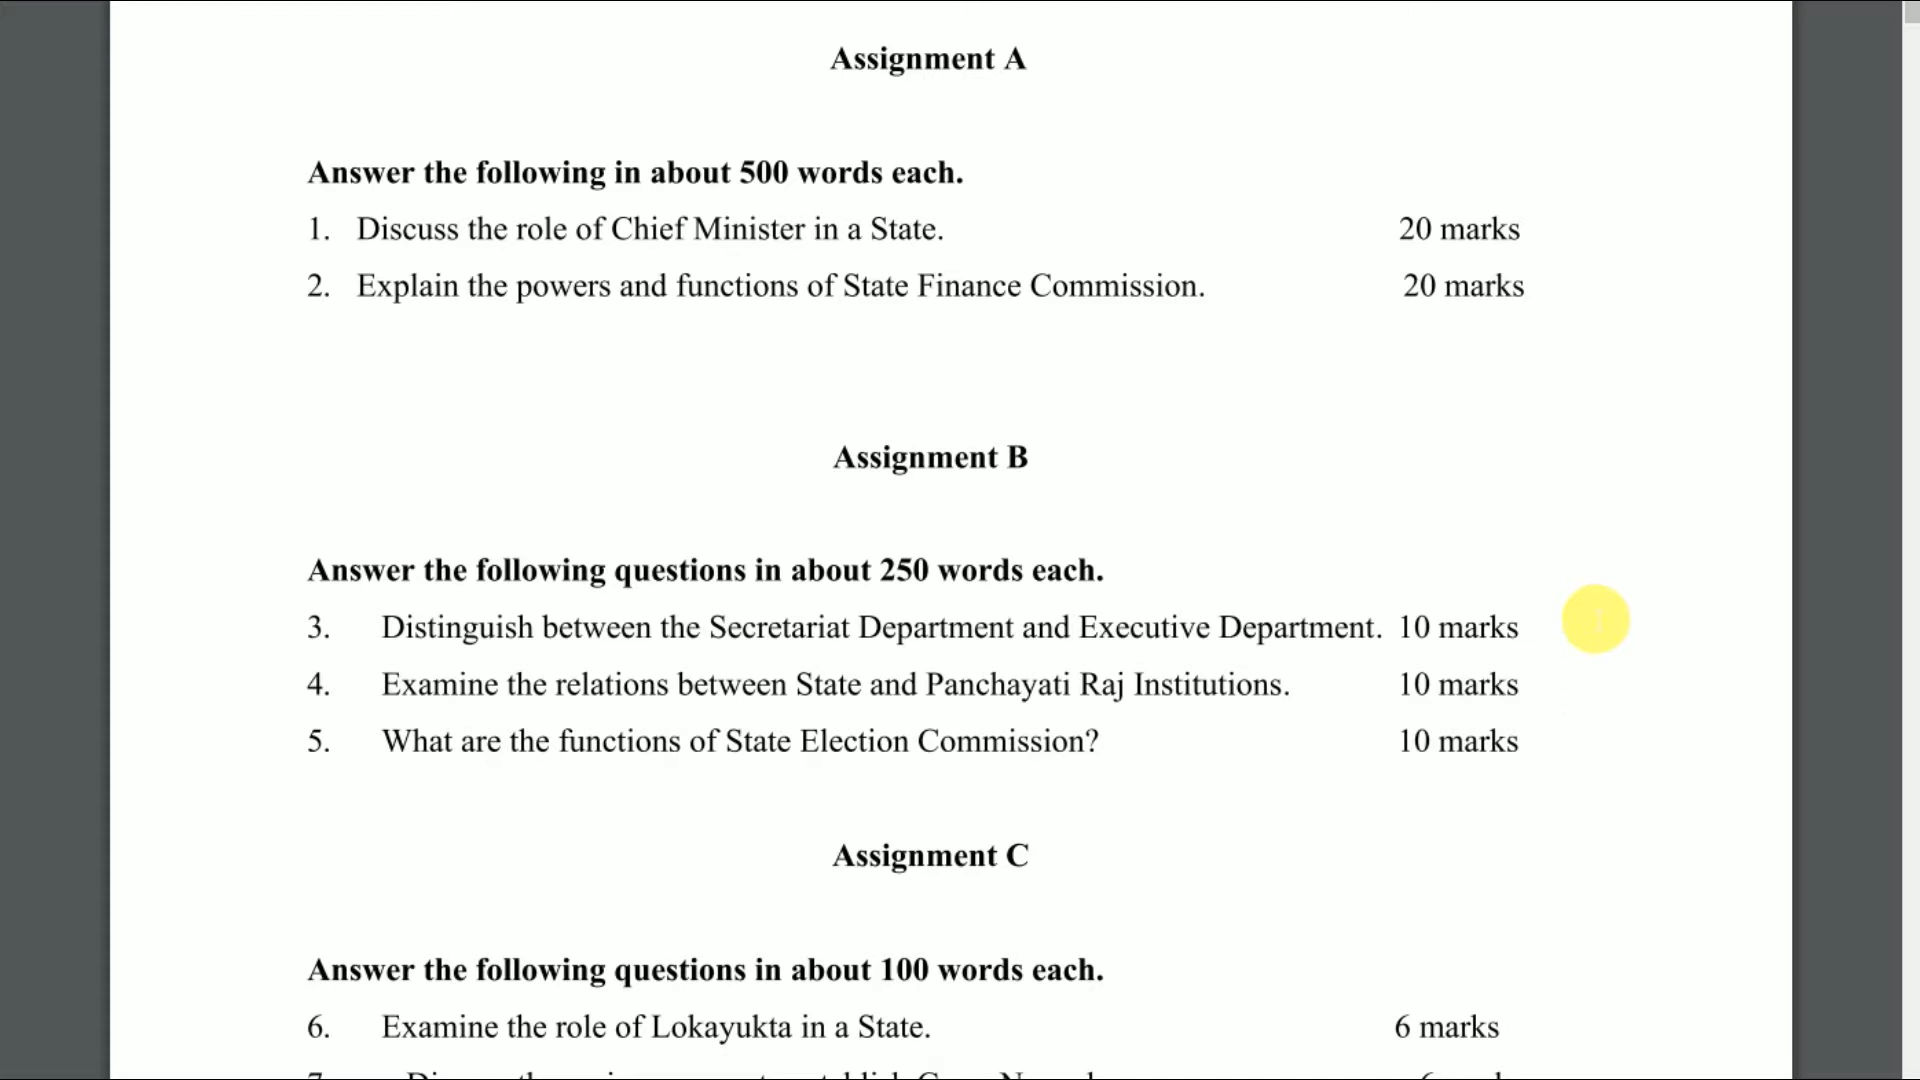 Assignment A
Answer the following in about 500 words each.
1. Discuss the role of Chief Minister in a State. 20 marks
2. Explain the powers and functions of State Finance Commission. 20 marks
Assignment B
Answer the following questions in about 250 words each.
3. Distinguish between the Secretariat Department and Executive Department. 10 marks
4. Examine the relations between State and Panchayati Raj Institutions. 10 marks
5. What are the functions of State Election Commission? 10 marks
Assignment C
Answer the following questions in about 100 words each.
6. Examine the role of Lokayukta in a State. 6 marks